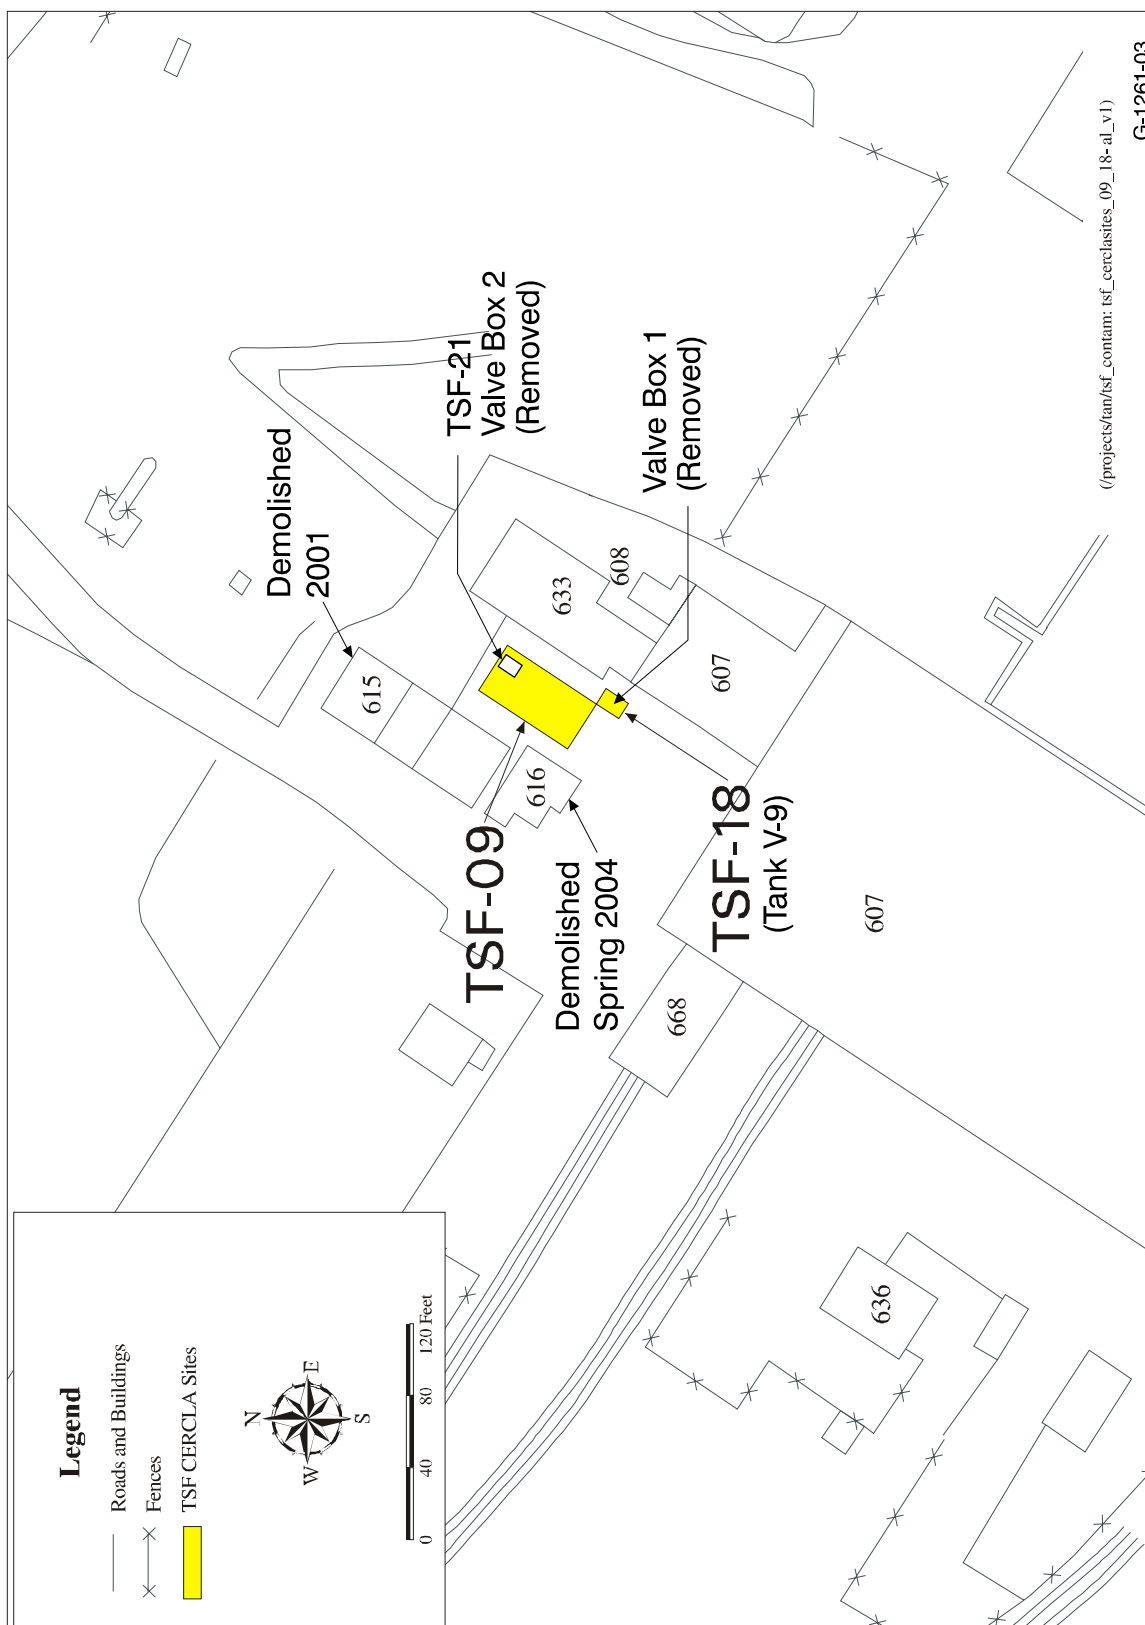 Demolished
2001
TSF-21
Valve Box 2
(Removed)
Valve Box 1
(Removed)
615
633
608
607
616
TSF-09
Demolished
Spring 2004
TSF-18
(Tank V-9)
607
668
636
Legend
Roads and Buildings
Fences
TSF CERCLA Sites
N
W
E
S
0
40
80
120 Feet
(/projects/tan/tsf_contam: tsf_cerclasites_09_18-al_v1)
G-1261-03